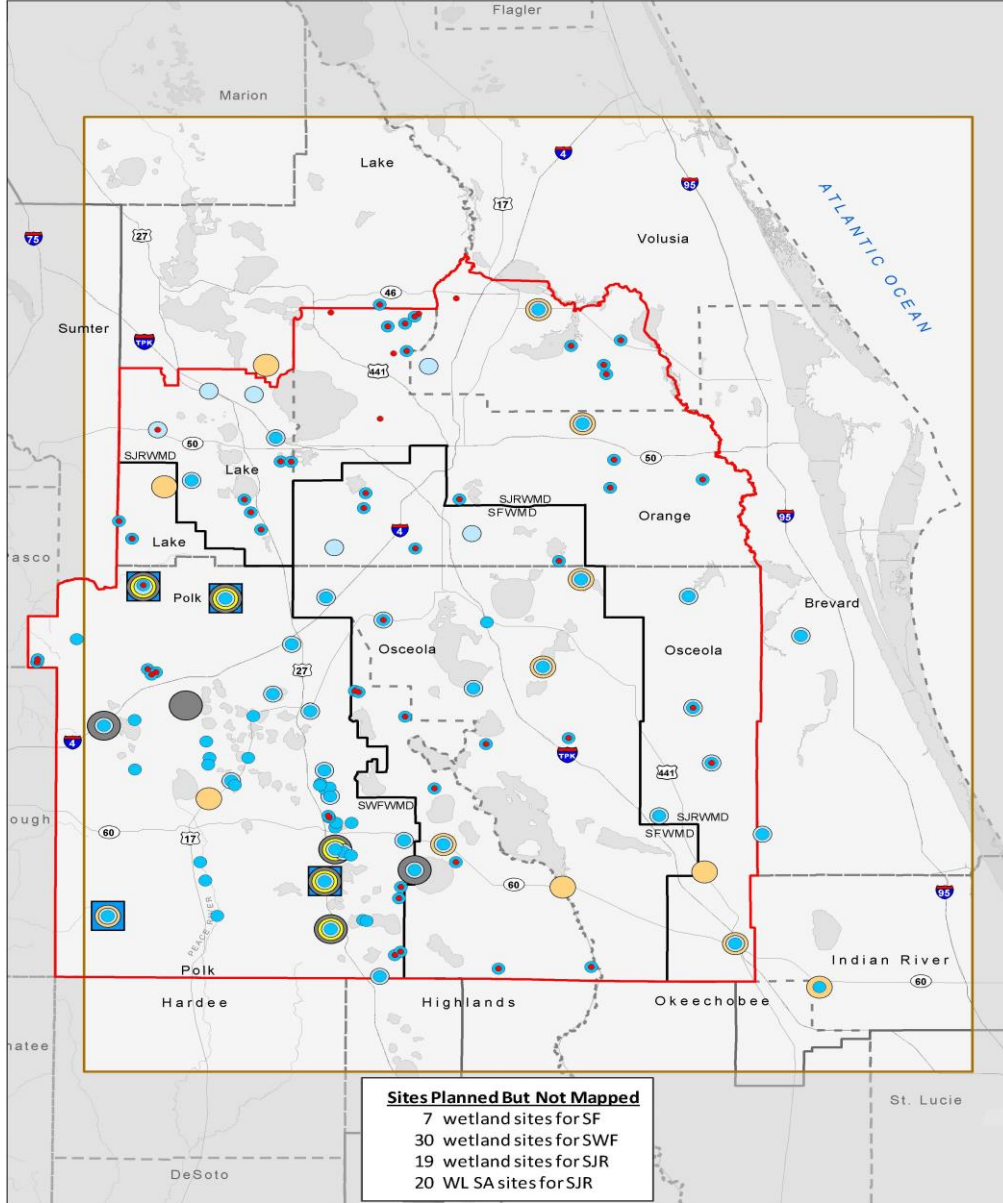 Flagler
Marion
Lake
4
17
95
ATLANTIC OCEAN
27
75
Volusia
46
Sumter
TPK
441
50
SJRWMD
Lake
50
SJRWMD
SFWMD
Orange
95
4
Lake
Pasco
Polk
Osceola
Osceola
Brevard
27
4
TPK
441
ough
SWFWMD
SJRWMD
SFWMD
60
17
60
95
PEACE RIVER
Indian River
Polk
60
Hardee
Highlands
Okeechobee
natee
Sites Planned But Not Mapped
7 wetland sites for SF
30 wetland sites for SWF
19 wetland sites for SJR
20 WL SA sites for SJR
St. Lucie
DeSoto